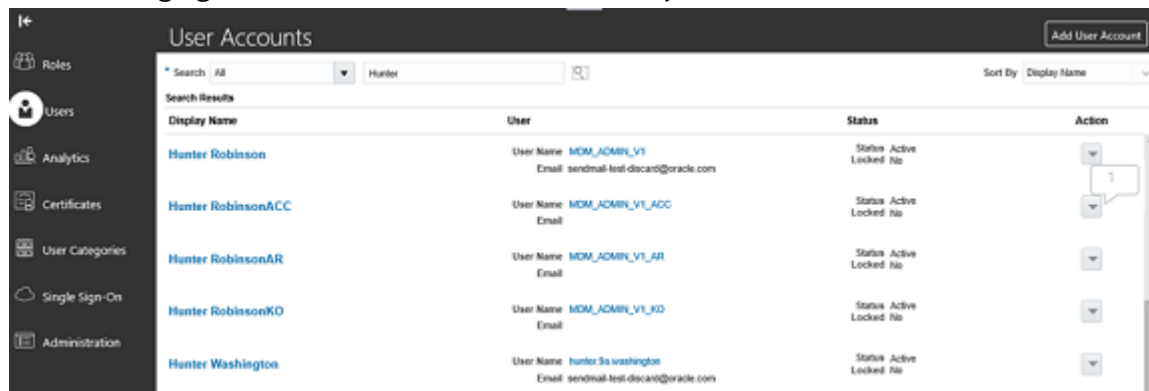 User Accounts
Add User Account
Roles
Users
Analytics
Certificates
User Categories
Single Sign-On
Administration
* Search All Hunter Sort By Display Name
Search Results
Display Name User Status Action
Hunter Robinson User Name MDM_ADMIN_V1 Status Active
Email sendmail-test-discard@oracle.com Locked No
1
Hunter RobinsonACC User Name MDM_ADMIN_V1_ACC Status Active
Email Locked No
Hunter RobinsonAR User Name MDM_ADMIN_V1_AR Status Active
Email Locked No
Hunter RobinsonKO User Name MDM_ADMIN_V1_KO Status Active
Email Locked No
Hunter Washington User Name Status Active
Email sendmail-test-discard@oracle.com Locked No